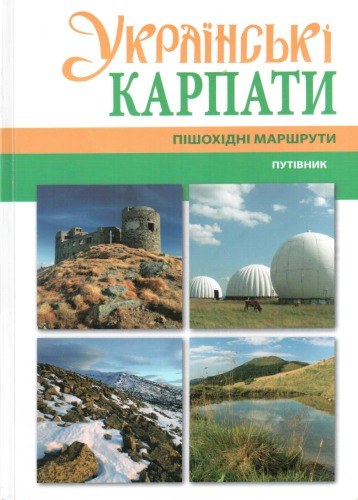 Українські
КАРПАТИ
ПІШОХІДНІ МАРШРУТИ
ПУТІВНИК